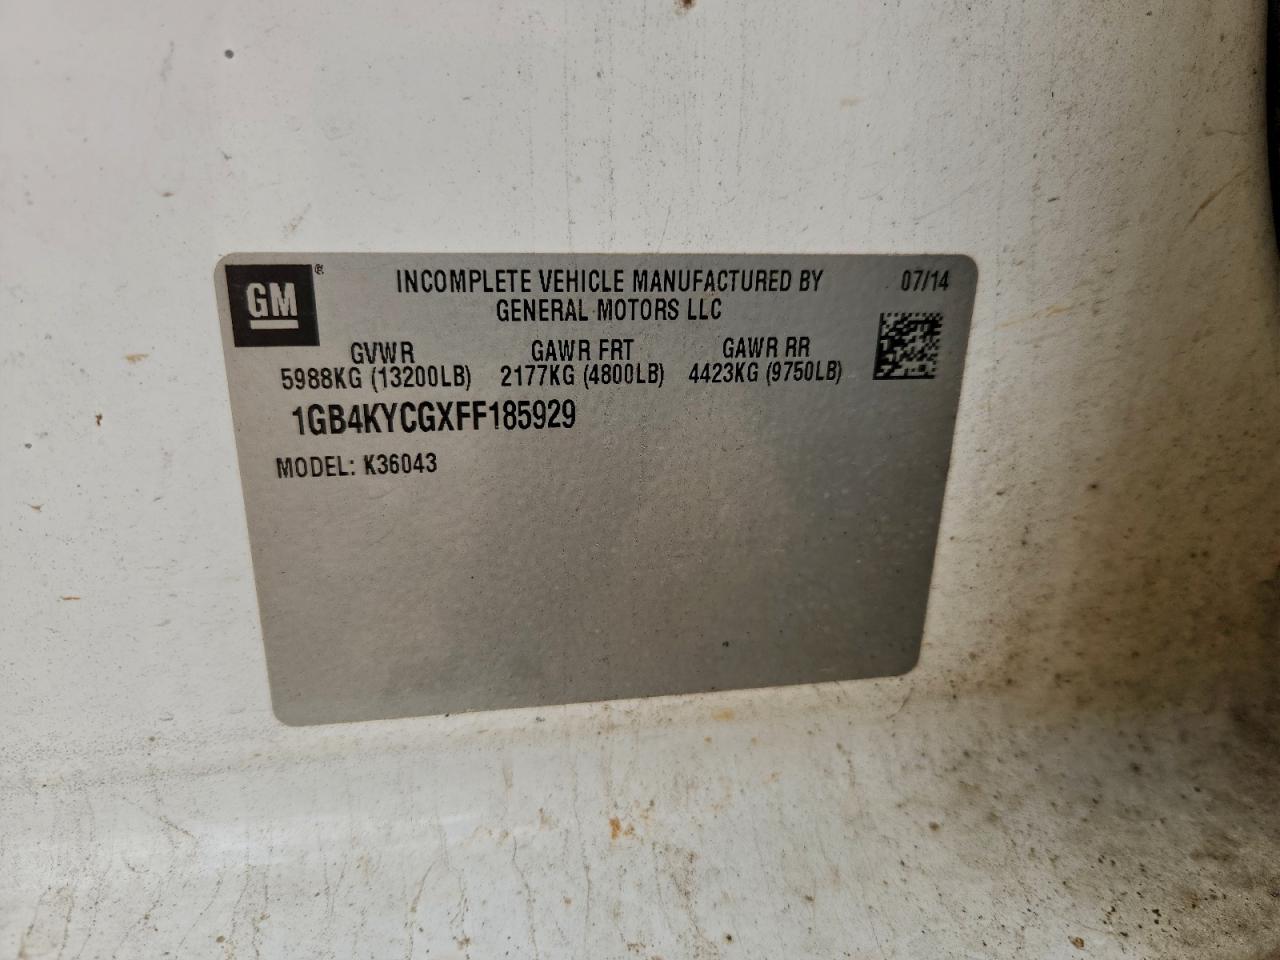 GM®
INCOMPLETE VEHICLE MANUFACTURED BY
GENERAL MOTORS LLC
07/14
GVWR GAWR FRT GAWR RR
5988KG (13200LB) 2177KG (4800LB) 4423KG (9750LB)
1GB4KYCGXFF185929
MODEL: K36043